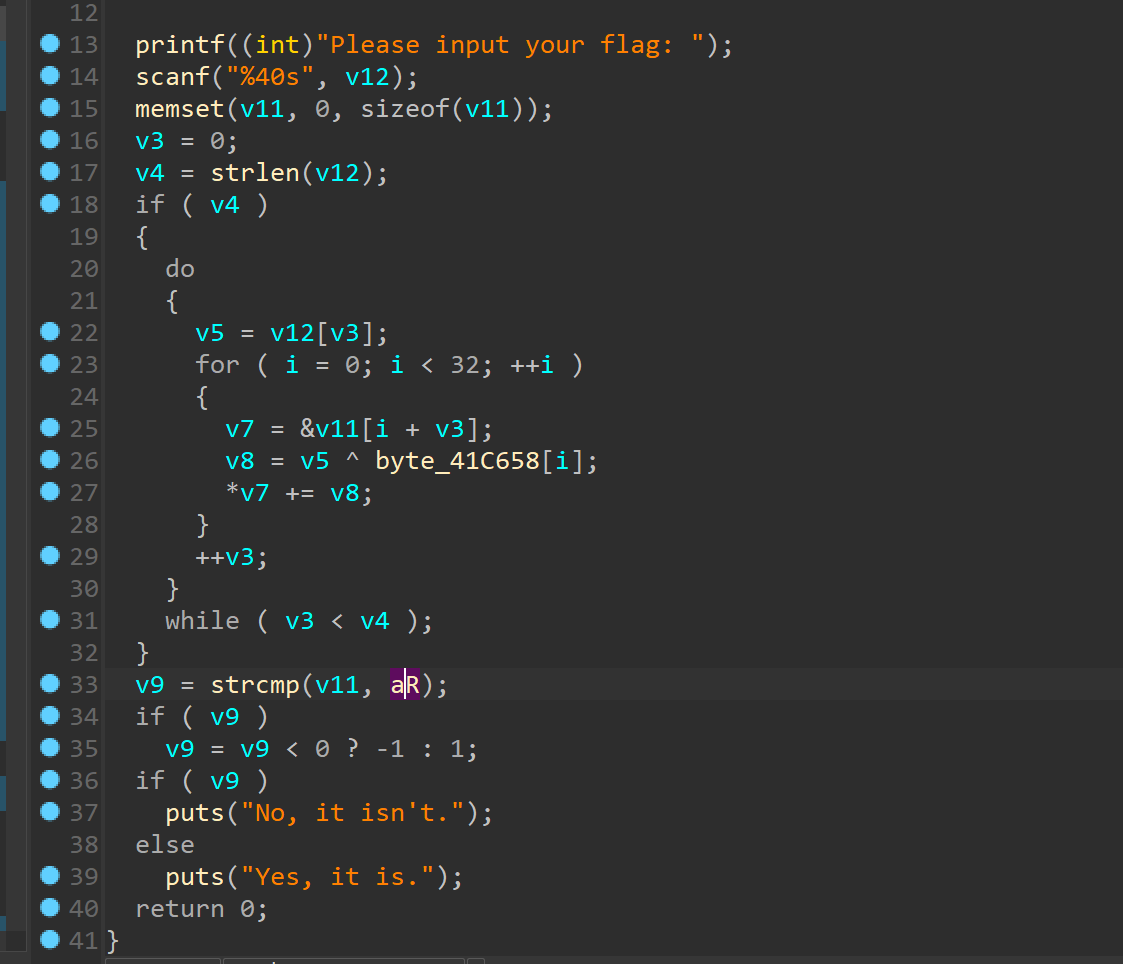 12
13 printf((int)"Please input your flag: ");
14 scanf("%40s", v12);
15 memset(v11, 0, sizeof(v11));
16 v3 = 0;
17 v4 = strlen(v12);
18 if ( v4 )
19 {
20 do
21 {
22 v5 = v12[v3];
23 for ( i = 0; i < 32; ++i )
24 {
25 v7 = &v11[i + v3];
26 v8 = v5 ^ byte_41C658[i];
27 *v7 += v8;
28 }
29 ++v3;
30 }
31 while ( v3 < v4 );
32 }
33 v9 = strcmp(v11, aR);
34 if ( v9 )
35 v9 = v9 < 0 ? -1 : 1;
36 if ( v9 )
37 puts("No, it isn't.");
38 else
39 puts("Yes, it is.");
40 return 0;
41 }